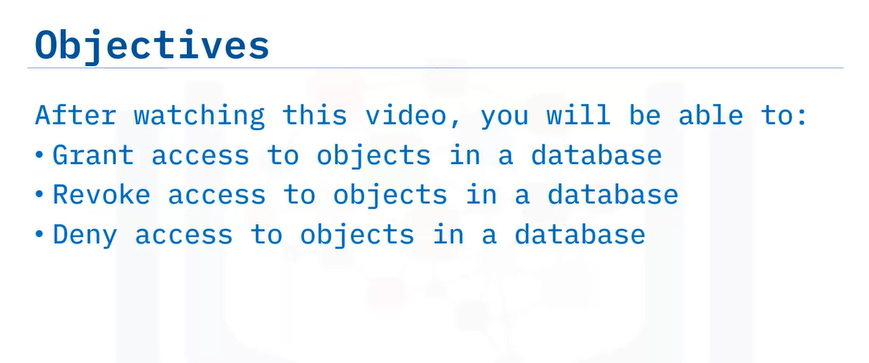 Objectives
After watching this video, you will be able to:
• Grant access to objects in a database
• Revoke access to objects in a database
• Deny access to objects in a database